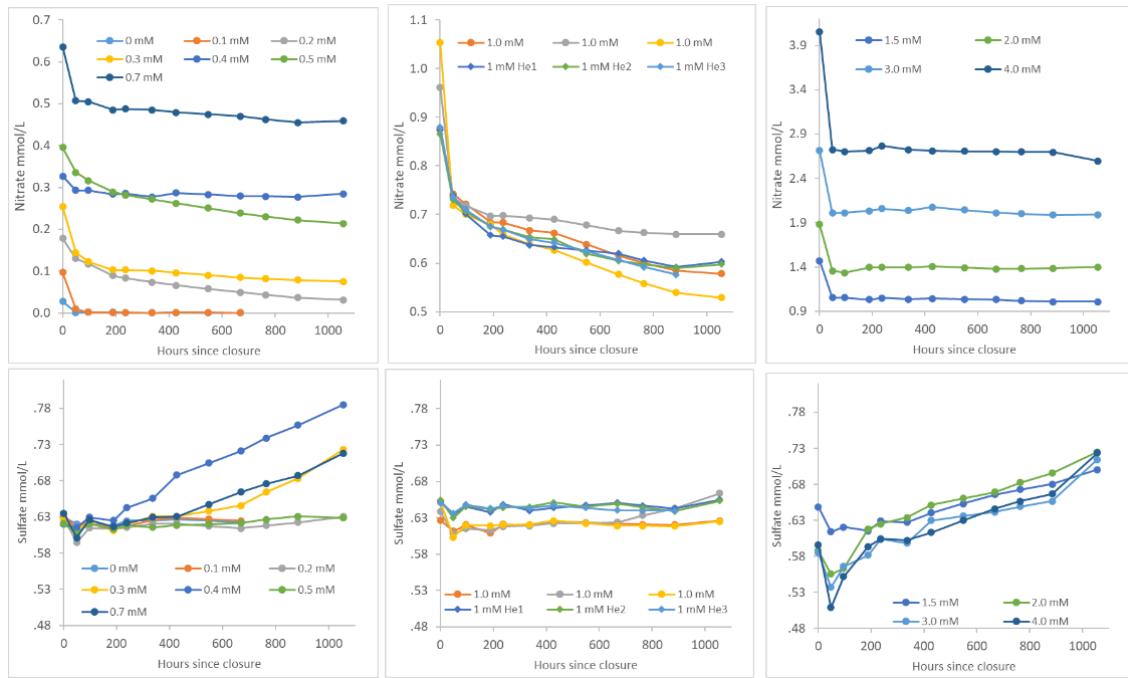 0.7
0.6
0.5
0.4
0.3
0.2
0.1
0.0
Nitrate mmol/L
0 mM 0.1 mM 0.2 mM
0.3 mM 0.4 mM 0.5 mM
0.7 mM
0 200 400 600 800 1000
Hours since closure
1.1
1.0
0.9
0.8
0.7
0.6
0.5
Nitrate mmol/L
1.0 mM 1.0 mM 1.0 mM
1 mM He1 1 mM He2 1 mM He3
0 200 400 600 800 1000
Hours since closure
3.9
3.4
2.9
2.4
1.9
1.4
0.9
Nitrate mmol/L
1.5 mM 2.0 mM
3.0 mM 4.0 mM
0 200 400 600 800 1000
Hours since closure
.78
.73
.68
.63
.58
.53
.48
Sulfate mmol/L
0 mM 0.1 mM 0.2 mM
0.3 mM 0.4 mM 0.5 mM
0.7 mM
0 200 400 600 800 1000
Hours since closure
.78
.73
.68
.63
.58
.53
.48
Sulfate mmol/L
1.0 mM 1.0 mM 1.0 mM
1 mM He1 1 mM He2 1 mM He3
0 200 400 600 800 1000
Hours since closure
.78
.73
.68
.63
.58
.53
.48
Sulfate mmol/L
1.5 mM 2.0 mM
3.0 mM 4.0 mM
0 200 400 600 800 1000
Hours since closure